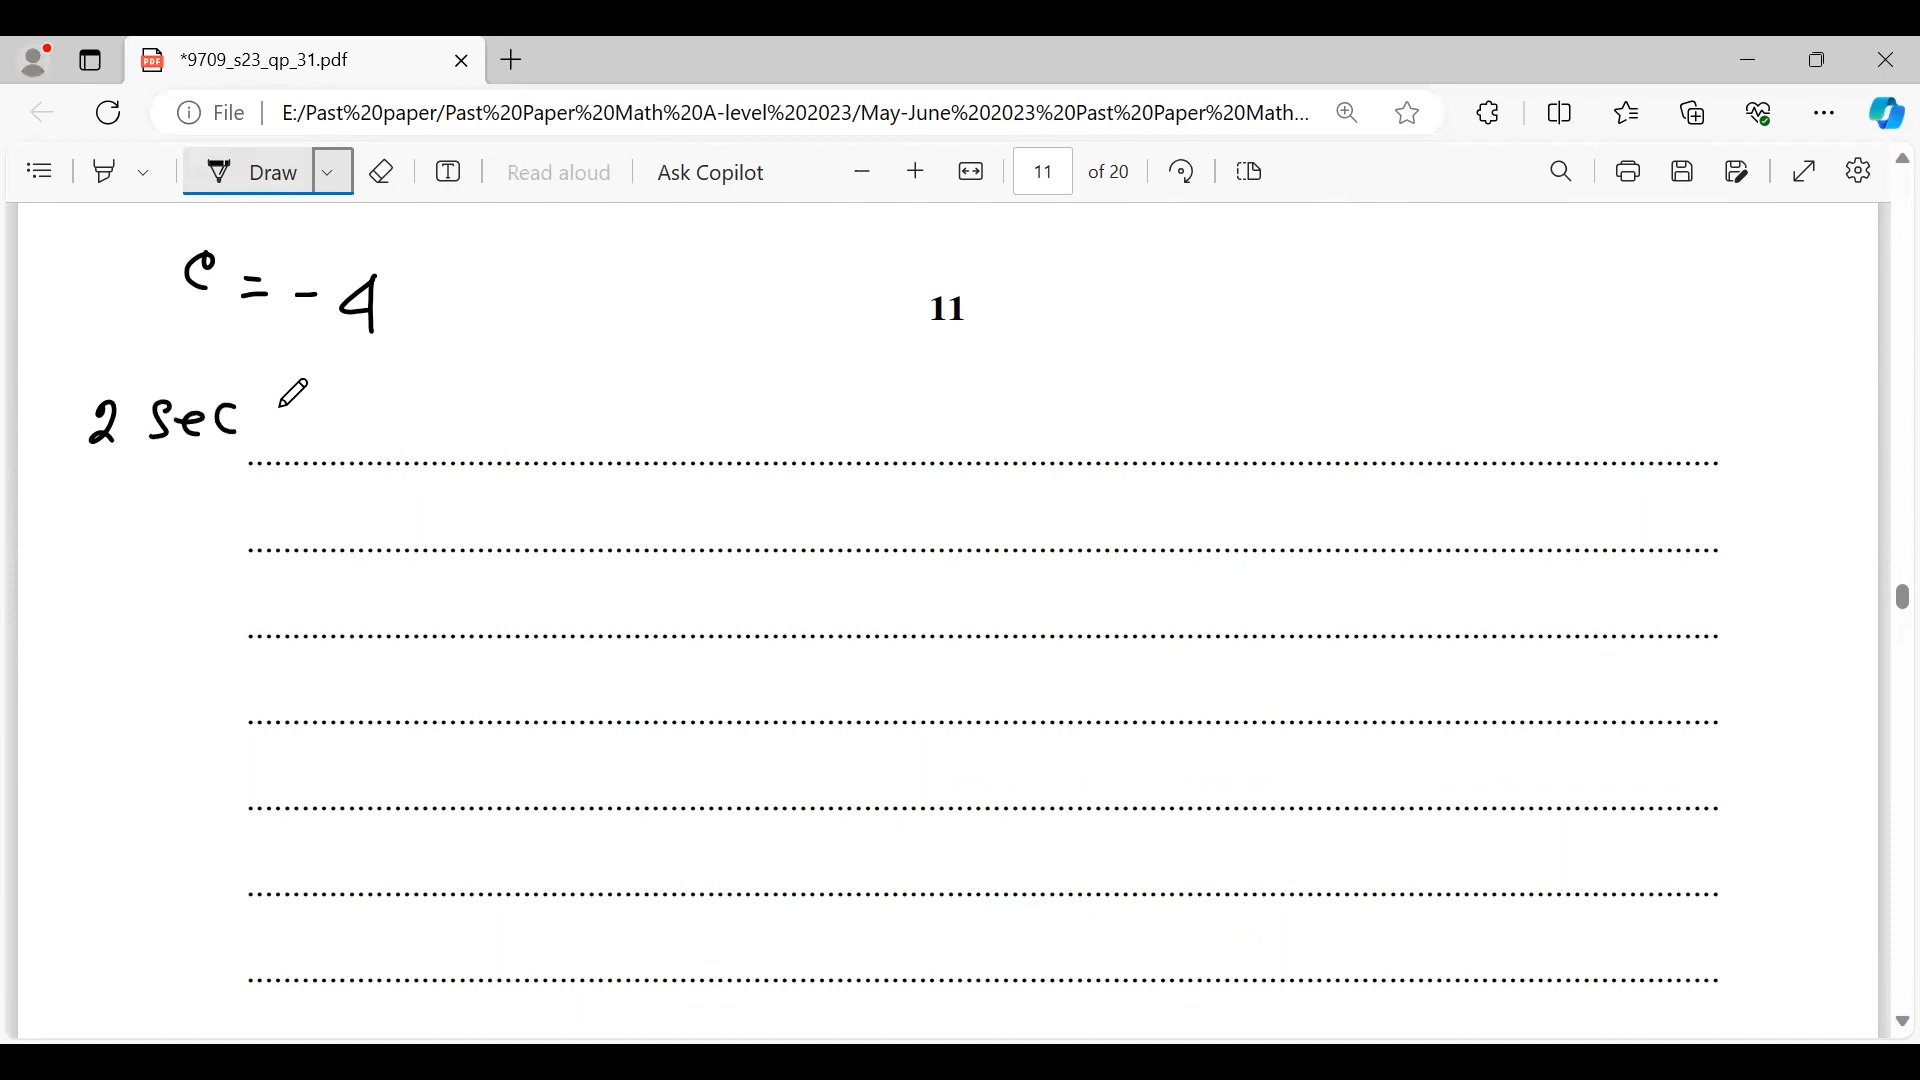 *9709_s23_qp_31.pdf
File
E:/Past%20paper/Past%20Paper%20Math%20A-level%202023/May-June%202023%20Past%20Paper%20Math...
Draw
Read aloud
Ask Copilot
11
of 20
c = - 4
11
2 sec